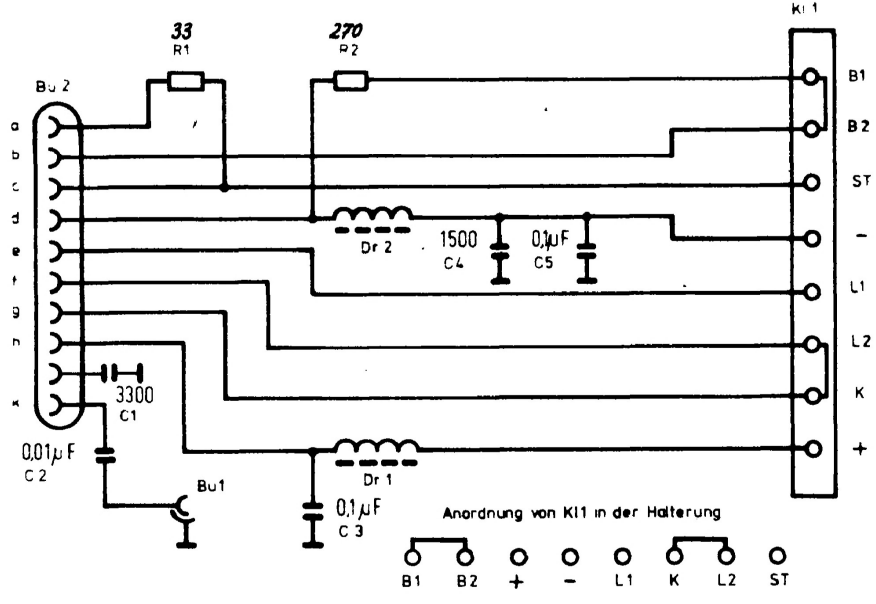 33
R1
270
R2
Kl 1
Bu 2
a
b
c
d
e
f
g
h
k
B1
B2
ST
-
L1
L2
K
+
Dr 2
1500
C4
0,1µF
C5
3300
C1
0,01µF
C2
Bu1
Dr 1
0,1µF
C3
Anordnung von Kl1 in der Halterung
B1 B2 + - L1 K L2 ST